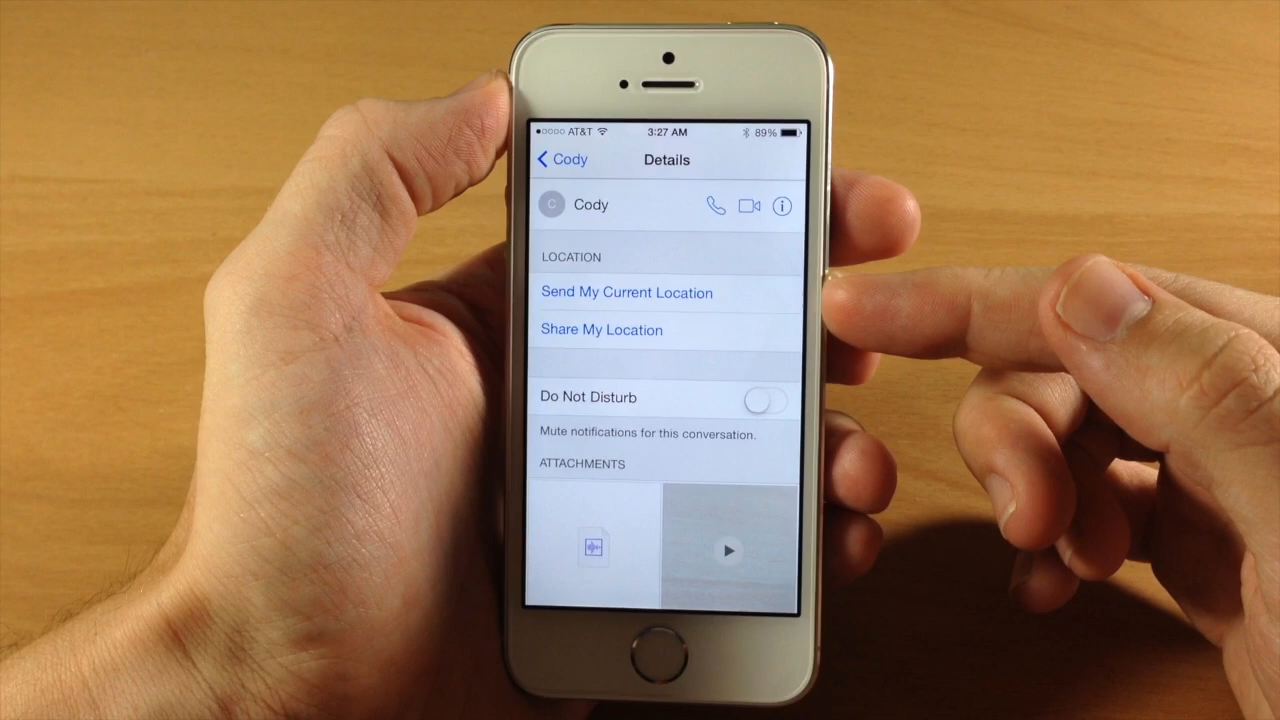 AT&T 3:27 AM 89%
Cody Details
C Cody
LOCATION
Send My Current Location
Share My Location
Do Not Disturb
Mute notifications for this conversation.
ATTACHMENTS